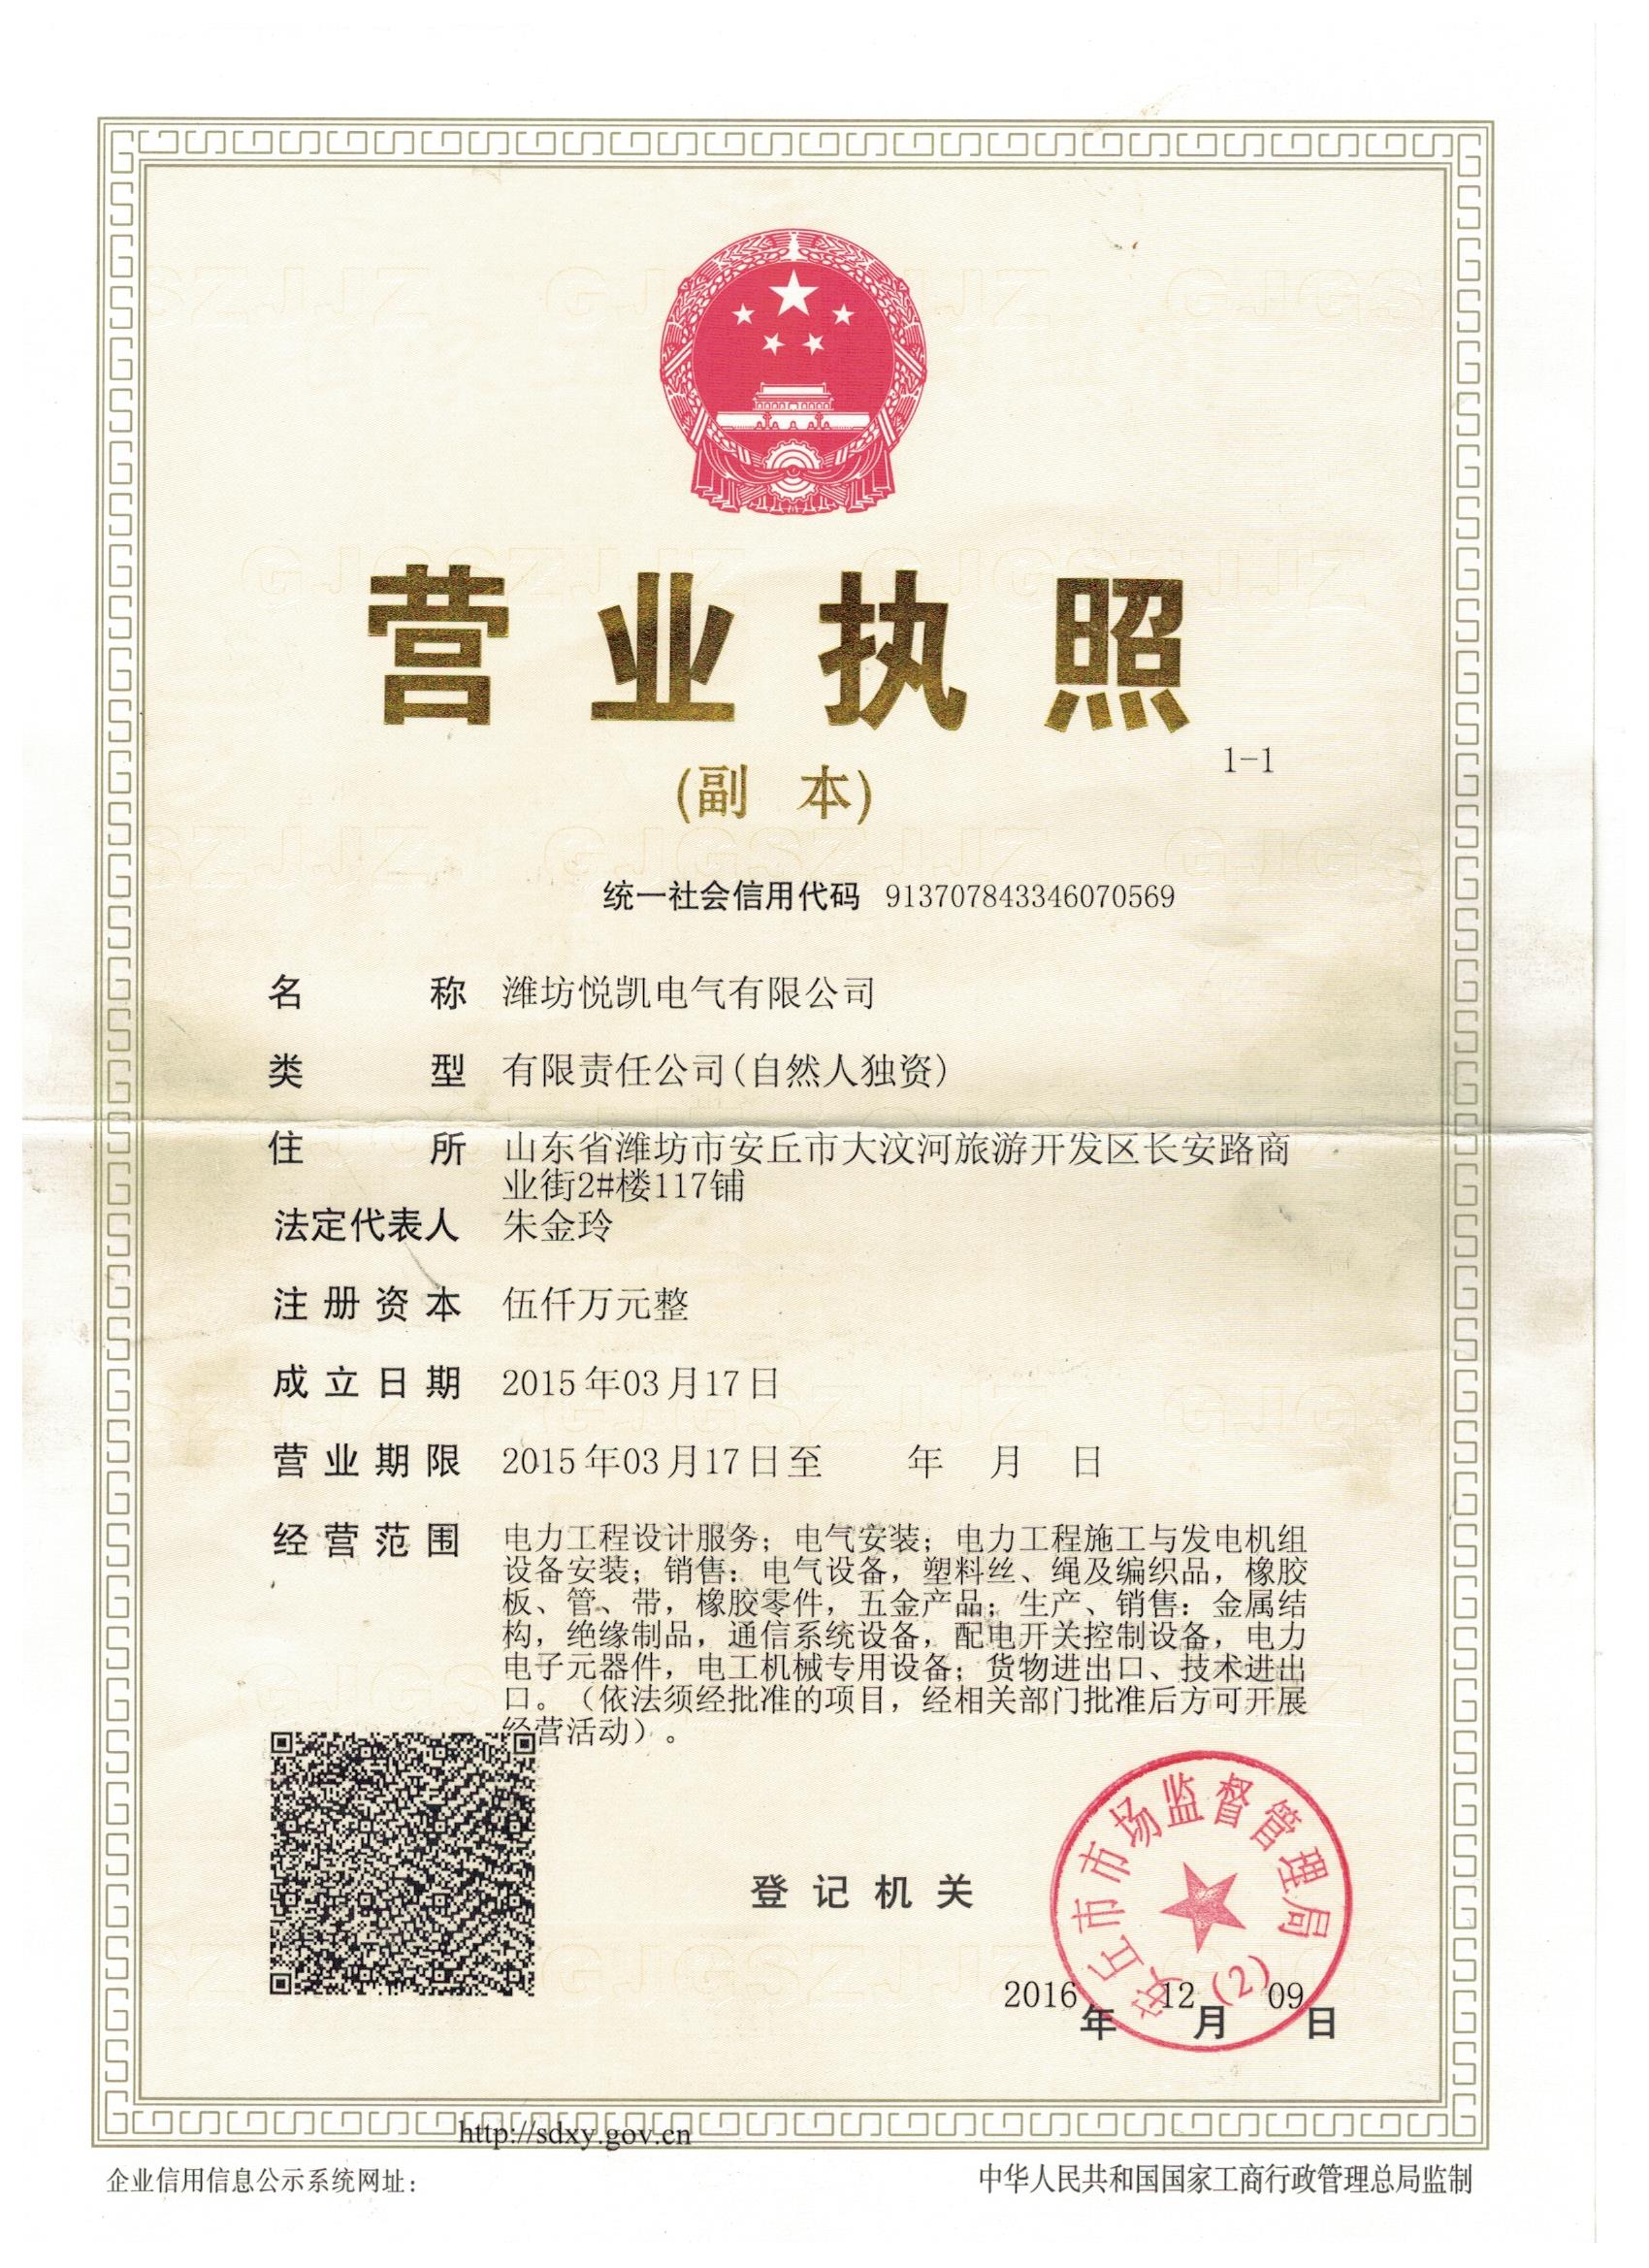 营业执照
(副 本)
1-1
统一社会信用代码 913707843346070569
名 称 潍坊悦凯电气有限公司
类 型 有限责任公司(自然人独资)
住 所 山东省潍坊市安丘市大汶河旅游开发区长安路商
业街2#楼117铺
法定代表人 朱金玲
注册资本 伍仟万元整
成立日期 2015年03月17日
营业期限 2015年03月17日至 年 月 日
经营范围 电力工程设计服务；电气安装；电力工程施工与发电机组
设备安装；销售：电气设备，塑料丝、绳及编织品，橡胶
板、管、带，橡胶零件，五金产品；生产、销售：金属结
构，绝缘制品，通信系统设备，配电开关控制设备，电力
电子元器件，电工机械专用设备；货物进出口、技术进出
口。（依法须经批准的项目，经相关部门批准后方可开展
经营活动）。
登记机关
安丘市市场监督管理局
(2)
2016年12月09日
http://sdxy.gov.cn
企业信用信息公示系统网址：
中华人民共和国国家工商行政管理总局监制